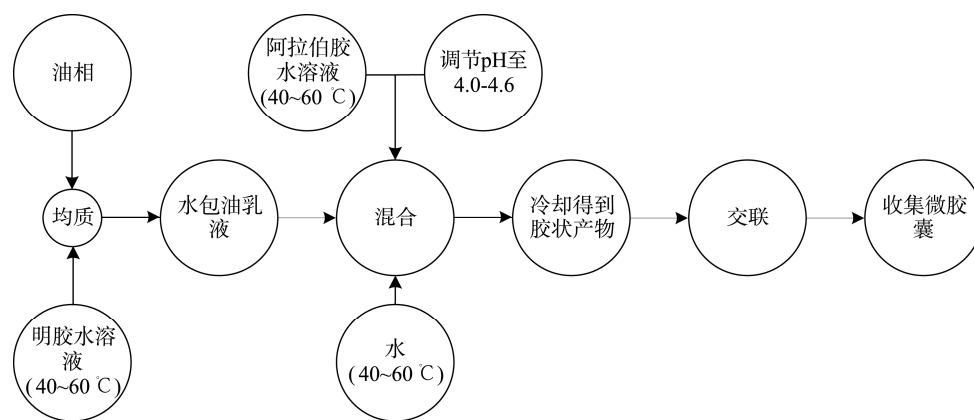 油相
阿拉伯胶
水溶液
(40~60 ℃)
调节pH至
4.0-4.6
均质
水包油乳
液
混合
冷却得到
胶状产物
交联
收集微胶
囊
明胶水溶
液
(40~60 ℃)
水
(40~60℃)